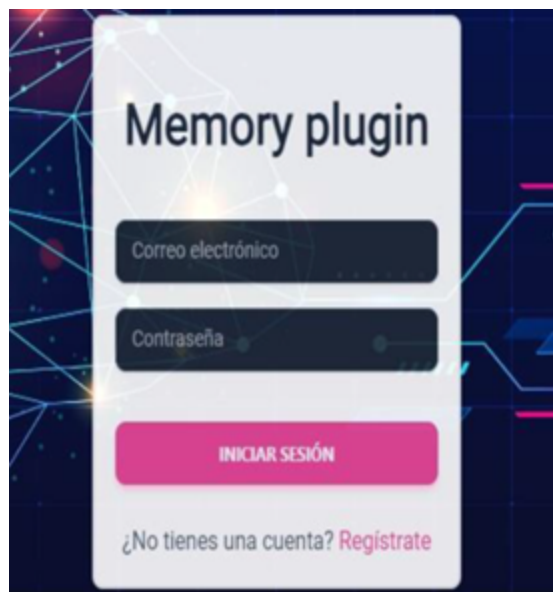 Memory plugin
Correo electrónico
Contraseña
INICIAR SESIÓN
¿No tienes una cuenta? Regístrate